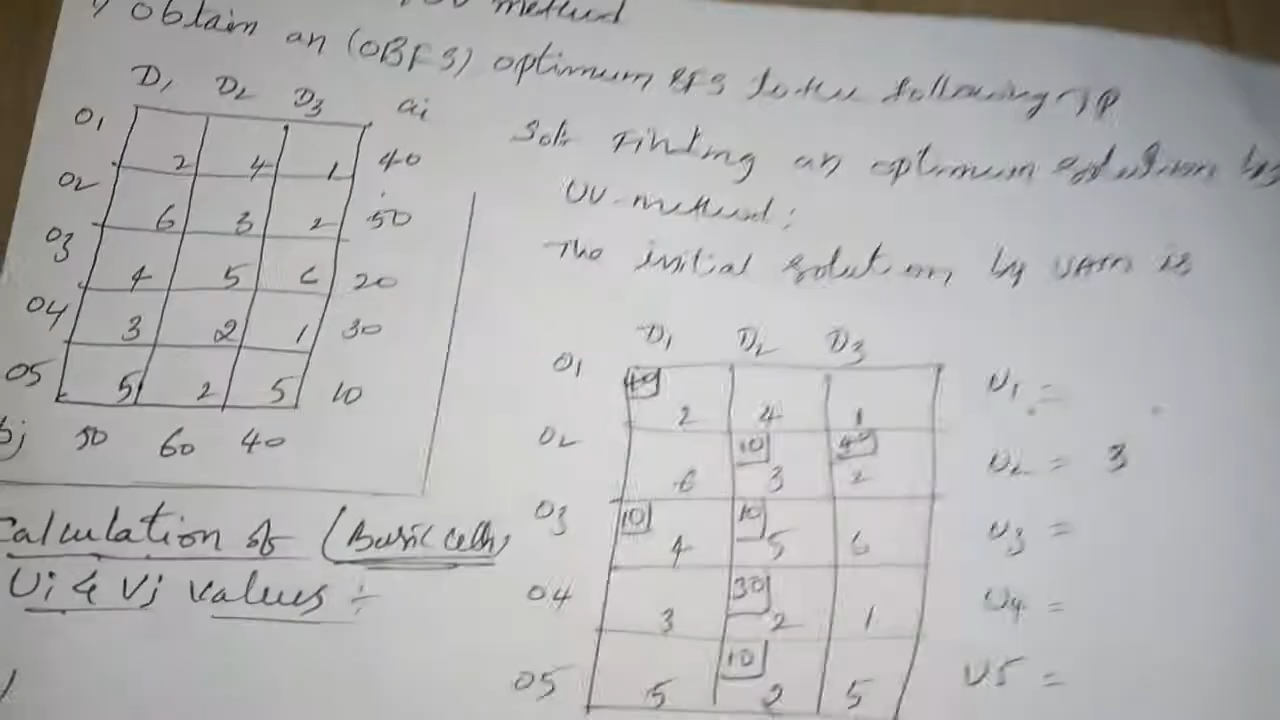 method
obtain an (OBFS) optimum BFS to the following TP
D1 D2 D3 ai
O1 2 4 1 40
O2 6 3 2 50
O3 4 5 6 20
O4 3 2 1 30
O5 5 2 5 10
bj 50 60 40
Calculation of (Basic cells)
Ui & Vj values :-
Sol: Finting an optimum solution by
UV-method:
The initial solution by VAM is
D1 D2 D3
O1 40 2 4 1 U1 =
O2 6 10 3 40 2 U2 = 3
O3 10 4 10 5 6 U3 =
O4 3 30 2 1 U4 =
O5 5 10 2 5 U5 =